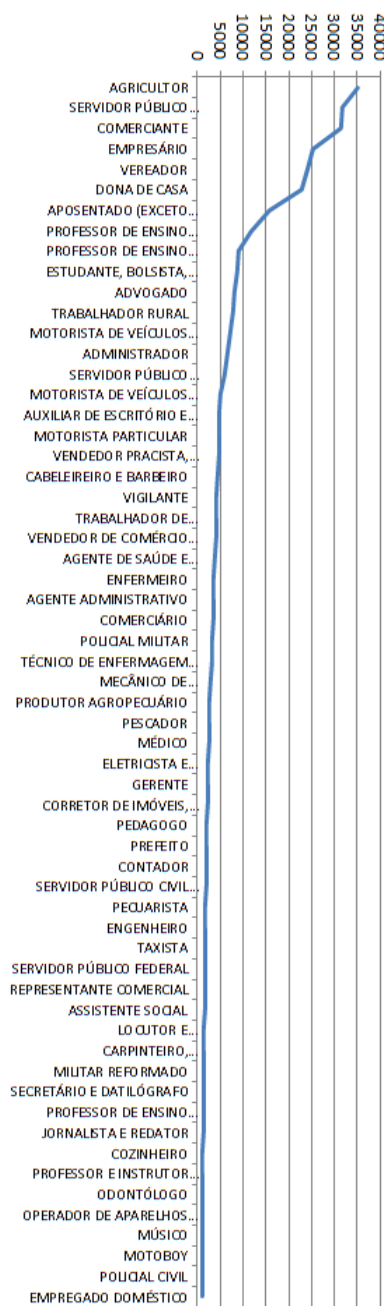 0
5000
10000
15000
20000
25000
30000
35000
40000
AGRICULTOR
SERVIDOR PÚBLICO...
COMERCIANTE
EMPRESÁRIO
VEREADOR
DONA DE CASA
APOSENTADO (EXCETO...
PROFESSOR DE ENSINO...
PROFESSOR DE ENSINO...
ESTUDANTE, BOLSISTA,...
ADVOGADO
TRABALHADOR RURAL
MOTORISTA DE VEÍCULOS...
ADMINISTRADOR
SERVIDOR PÚBLICO...
MOTORISTA DE VEÍCULOS...
AUXILIAR DE ESCRITÓRIO E...
MOTORISTA PARTICULAR
VENDEDOR PRACISTA,...
CABELEIREIRO E BARBEIRO
VIGILANTE
TRABALHADOR DE...
VENDEDOR DE COMÉRCIO...
AGENTE DE SAÚDE E...
ENFERMEIRO
AGENTE ADMINISTRATIVO
COMERCIÁRIO
POLICIAL MILITAR
TÉCNICO DE ENFERMAGEM...
MECÂNICO DE...
PRODUTOR AGROPECUÁRIO
PESCADOR
MÉDICO
ELETRICISTA E...
GERENTE
CORRETOR DE IMÓVEIS,...
PEDAGOGO
PREFEITO
CONTADOR
SERVIDOR PÚBLICO CIVIL...
PECUARISTA
ENGENHEIRO
TAXISTA
SERVIDOR PÚBLICO FEDERAL
REPRESENTANTE COMERCIAL
ASSISTENTE SOCIAL
LOCUTOR E...
CARPINTEIRO,...
MILITAR REFORMADO
SECRETÁRIO E DATILÓGRAFO
PROFESSOR DE ENSINO...
JORNALISTA E REDATOR
COZINHEIRO
PROFESSOR E INSTRUTOR...
ODONTÓLOGO
OPERADOR DE APARELHOS...
MÚSICO
MOTOBOY
POLICIAL CIVIL
EMPREGADO DOMÉSTICO